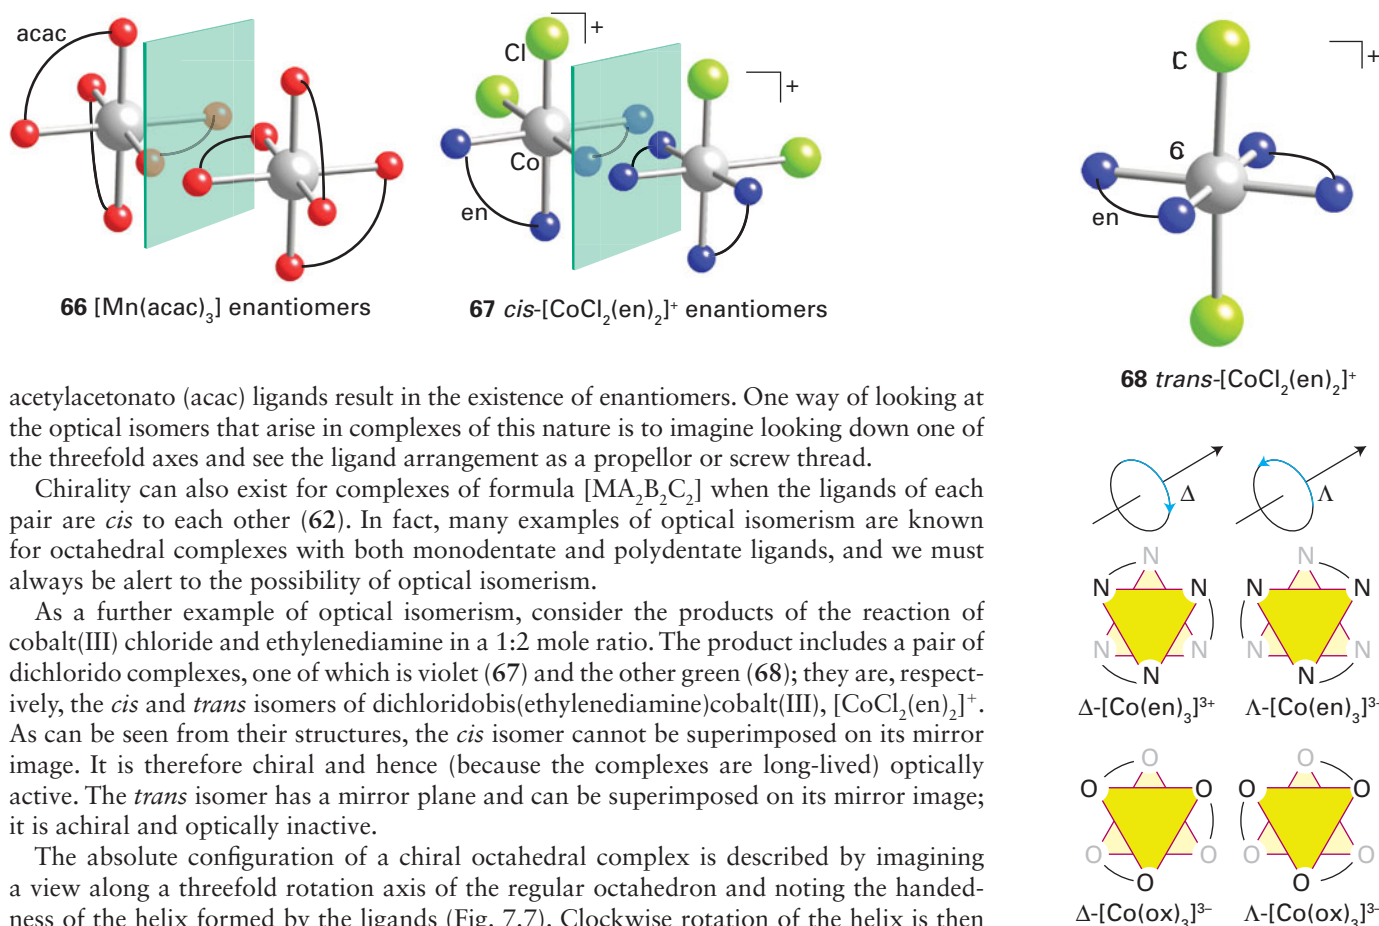 acac
Cl
+
+
Co
en
66 [Mn(acac)₃] enantiomers
67 cis-[CoCl₂(en)₂]⁺ enantiomers
+
en
68 trans-[CoCl₂(en)₂]⁺
acetylacetonato (acac) ligands result in the existence of enantiomers. One way of looking at
the optical isomers that arise in complexes of this nature is to imagine looking down one of
the threefold axes and see the ligand arrangement as a propellor or screw thread.
Chirality can also exist for complexes of formula [MA₂B₂C₂] when the ligands of each
pair are cis to each other (62). In fact, many examples of optical isomerism are known
for octahedral complexes with both monodentate and polydentate ligands, and we must
always be alert to the possibility of optical isomerism.
As a further example of optical isomerism, consider the products of the reaction of
cobalt(III) chloride and ethylenediamine in a 1:2 mole ratio. The product includes a pair of
dichlorido complexes, one of which is violet (67) and the other green (68); they are, respect-
ively, the cis and trans isomers of dichloridobis(ethylenediamine)cobalt(III), [CoCl₂(en)₂]⁺.
As can be seen from their structures, the cis isomer cannot be superimposed on its mirror
image. It is therefore chiral and hence (because the complexes are long-lived) optically
active. The trans isomer has a mirror plane and can be superimposed on its mirror image;
it is achiral and optically inactive.
The absolute configuration of a chiral octahedral complex is described by imagining
a view along a threefold rotation axis of the regular octahedron and noting the handed-
ness of the helix formed by the ligands (Fig. 7.7). Clockwise rotation of the helix is then
Δ Λ
N N
N N N N
N N N N
N N
Δ-[Co(en)₃]³⁺ Λ-[Co(en)₃]³
O O
O O O O
O O O O
O O
Δ-[Co(ox)₃]³⁻ Λ-[Co(ox)₃]³